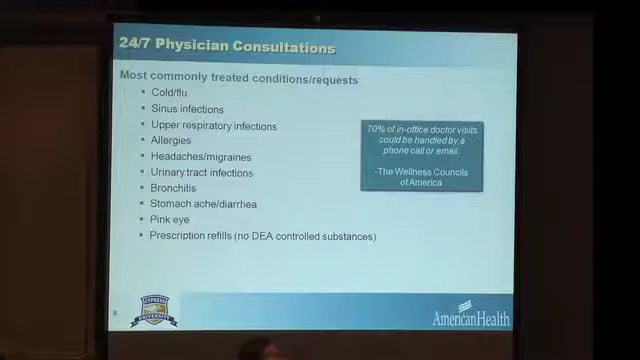 24/7 Physician Consultations
Most commonly treated conditions/requests
Cold/flu
Sinus infections
Upper respiratory infections
Allergies
Headaches/migraines
Urinary tract infections
Bronchitis
Stomach ache/diarrhea
Pink eye
Prescription refills (no DEA controlled substances)
70% of in-office doctor visits
could be handled by a
phone call or email.
-The Wellness Councils
of America
CYPRESS
UNIVERSITY
AmericanHealth